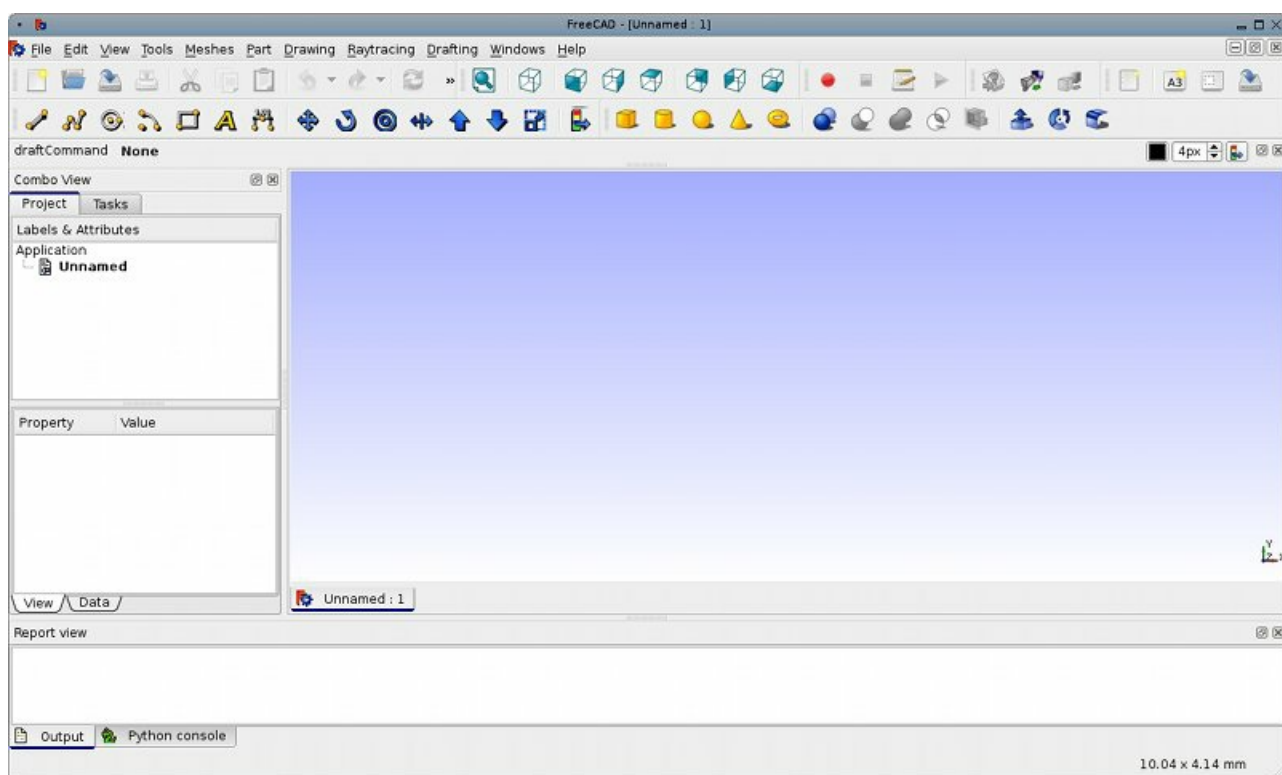 FreeCAD - [Unnamed : 1]
File Edit View Tools Meshes Part Drawing Raytracing Drafting Windows Help
»
A3
A
draftCommand None
4px
Combo View
Project Tasks
Labels & Attributes
Application
Unnamed
Property Value
View Data
Y
Z
Unnamed : 1
Report view
Output Python console
10.04 x 4.14 mm